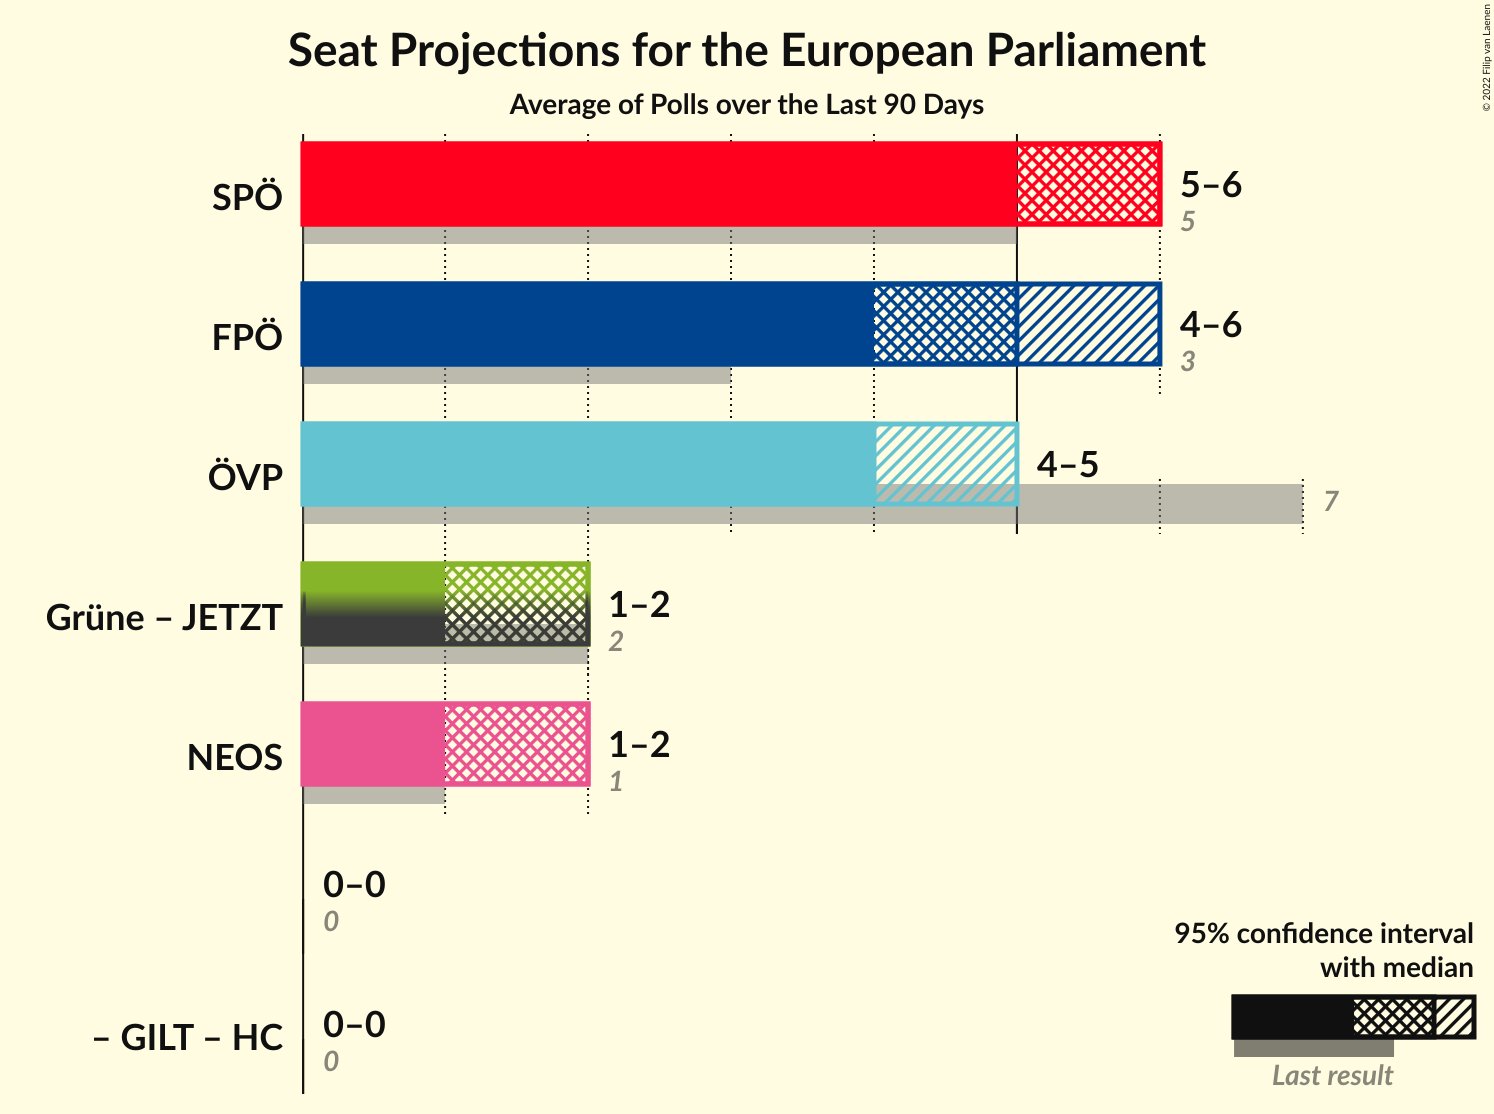 Seat Projections for the European Parliament
Average of Polls over the Last 90 Days
© 2022 Filip van Laenen
SPÖ
5–6
5
FPÖ
4–6
3
ÖVP
4–5
7
Grüne – JETZT
1–2
2
NEOS
1–2
1
0–0
0
– GILT – HC
0–0
0
95% confidence interval
with median
Last result